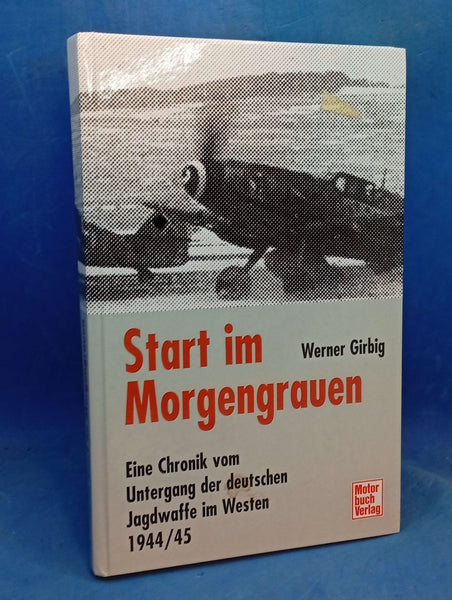 Start im
Werner Girbig
Morgengrauen
Eine Chronik vom
Untergang der deutschen
Jagdwaffe im Westen
1944/45
Motor
buch
Verlag